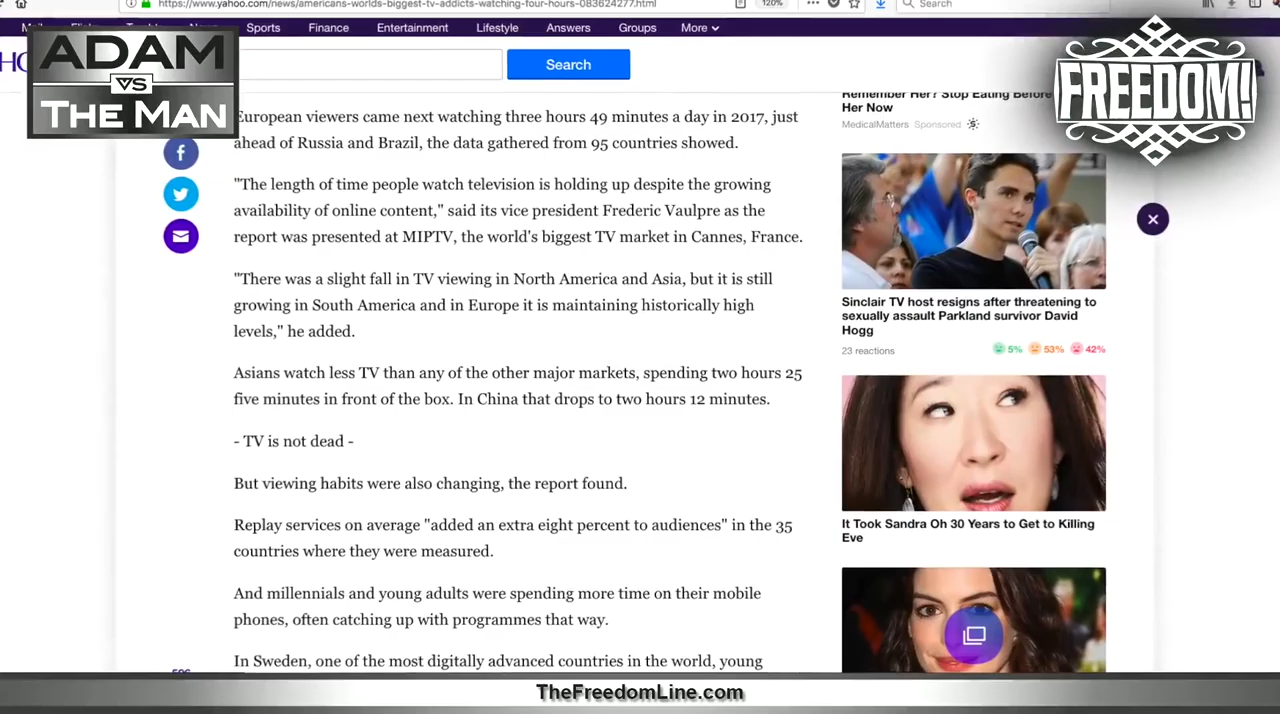 https://www.yahoo.com/news/americans-worlds-biggest-tv-addicts-watching-four-hours-083624277.html
120%
Search
Sports Finance Entertainment Lifestyle Answers Groups More
ADAM
VS
THE MAN
Search
FREEDOM!
European viewers came next watching three hours 49 minutes a day in 2017, just
ahead of Russia and Brazil, the data gathered from 95 countries showed.
"The length of time people watch television is holding up despite the growing
availability of online content," said its vice president Frederic Vaulpre as the
report was presented at MIPTV, the world's biggest TV market in Cannes, France.
"There was a slight fall in TV viewing in North America and Asia, but it is still
growing in South America and in Europe it is maintaining historically high
levels," he added.
Asians watch less TV than any of the other major markets, spending two hours 25
five minutes in front of the box. In China that drops to two hours 12 minutes.
- TV is not dead -
But viewing habits were also changing, the report found.
Replay services on average "added an extra eight percent to audiences" in the 35
countries where they were measured.
And millennials and young adults were spending more time on their mobile
phones, often catching up with programmes that way.
In Sweden, one of the most digitally advanced countries in the world, young
Remember Her? Stop Eating Before
Her Now
MedicalMatters Sponsored
Sinclair TV host resigns after threatening to
sexually assault Parkland survivor David
Hogg
23 reactions 5% 53% 42%
It Took Sandra Oh 30 Years to Get to Killing
Eve
TheFreedomLine.com